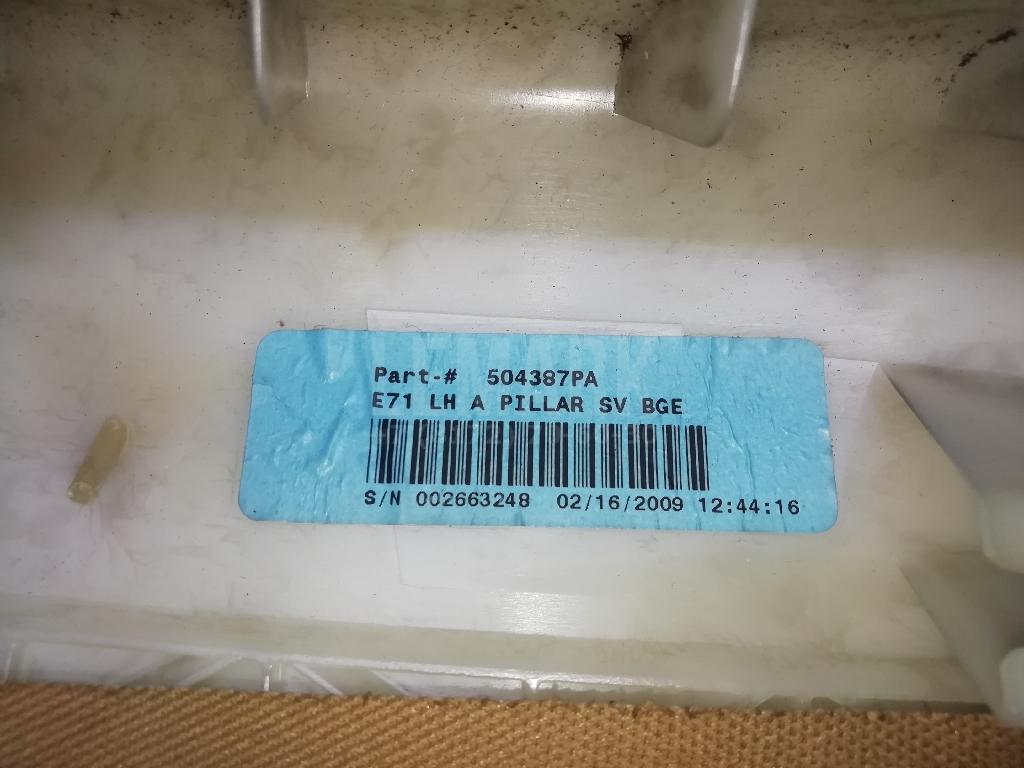 Part-# 504387PA
E71 LH A PILLAR SV BGE
S/N 002663248 02/16/2009 12:44:16